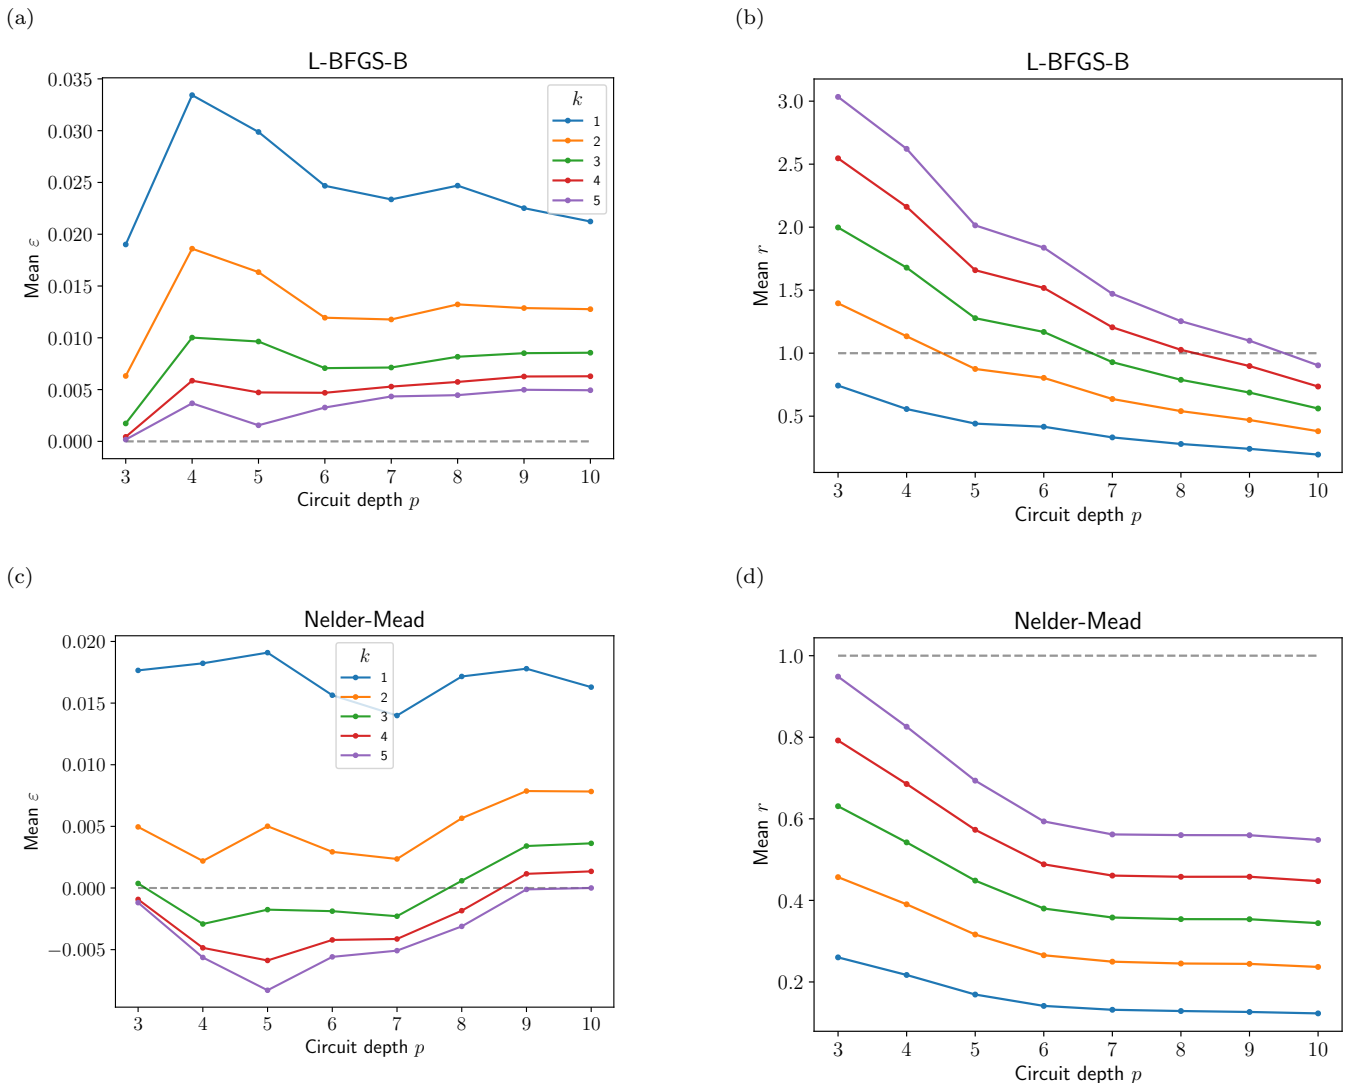 (a)
L-BFGS-B
0.035
0.030
0.025
0.020
0.015
0.010
0.005
0.000
Mean ε
k
1
2
3
4
5
3 4 5 6 7 8 9 10
Circuit depth p
(b)
L-BFGS-B
3.0
2.5
2.0
1.5
1.0
0.5
Mean r
3 4 5 6 7 8 9 10
Circuit depth p
(c)
Nelder-Mead
0.020
0.015
0.010
0.005
0.000
−0.005
Mean ε
k
1
2
3
4
5
3 4 5 6 7 8 9 10
Circuit depth p
(d)
Nelder-Mead
1.0
0.8
0.6
0.4
0.2
Mean r
3 4 5 6 7 8 9 10
Circuit depth p